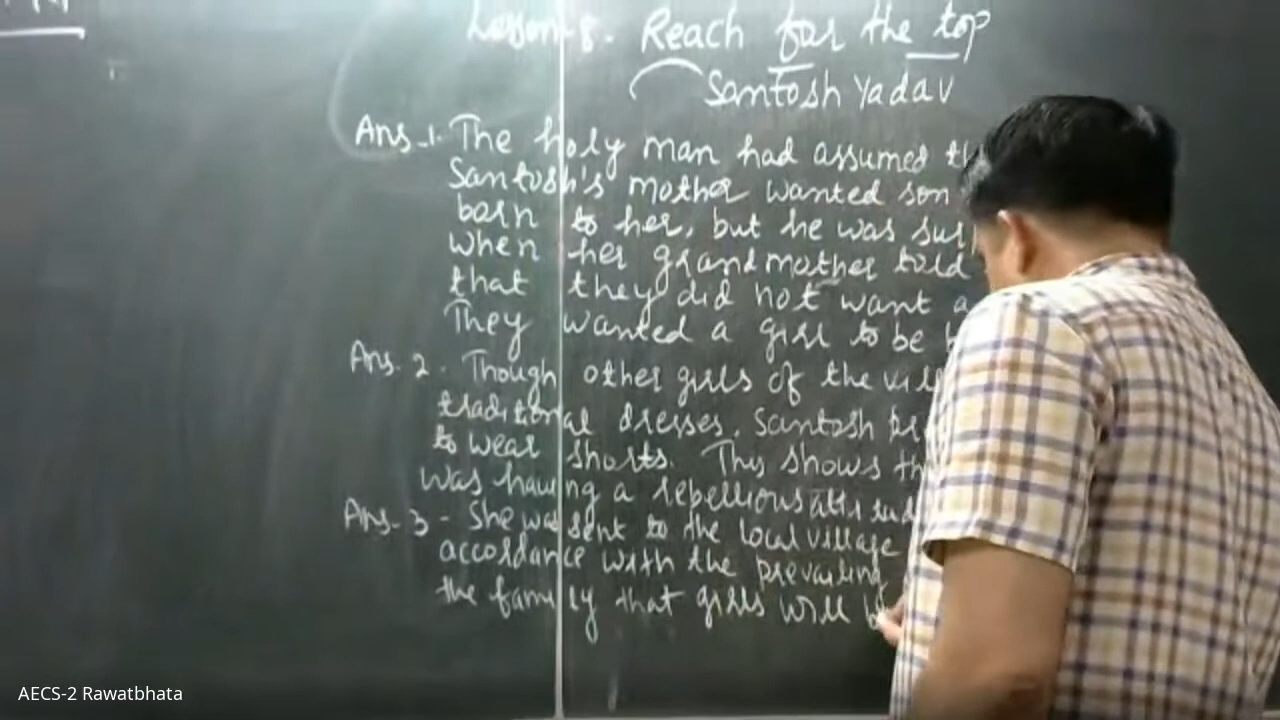 Lesson-8. Reach for the top
Santosh Yadav
Ans-1. The holy man had assumed th
Santosh's mother wanted son
born to her, but he was sur
when her grandmother told
that they did not want a
They wanted a girl to be b
Ans-2. Though other girls of the vill
traditional dresses. Santosh pr
to wear shorts. This shows th
was having a rebellious attitud
Ans-3 - She was sent to the local village
accordance with the prevailing
the family that girls will b
AECS-2 Rawatbhata